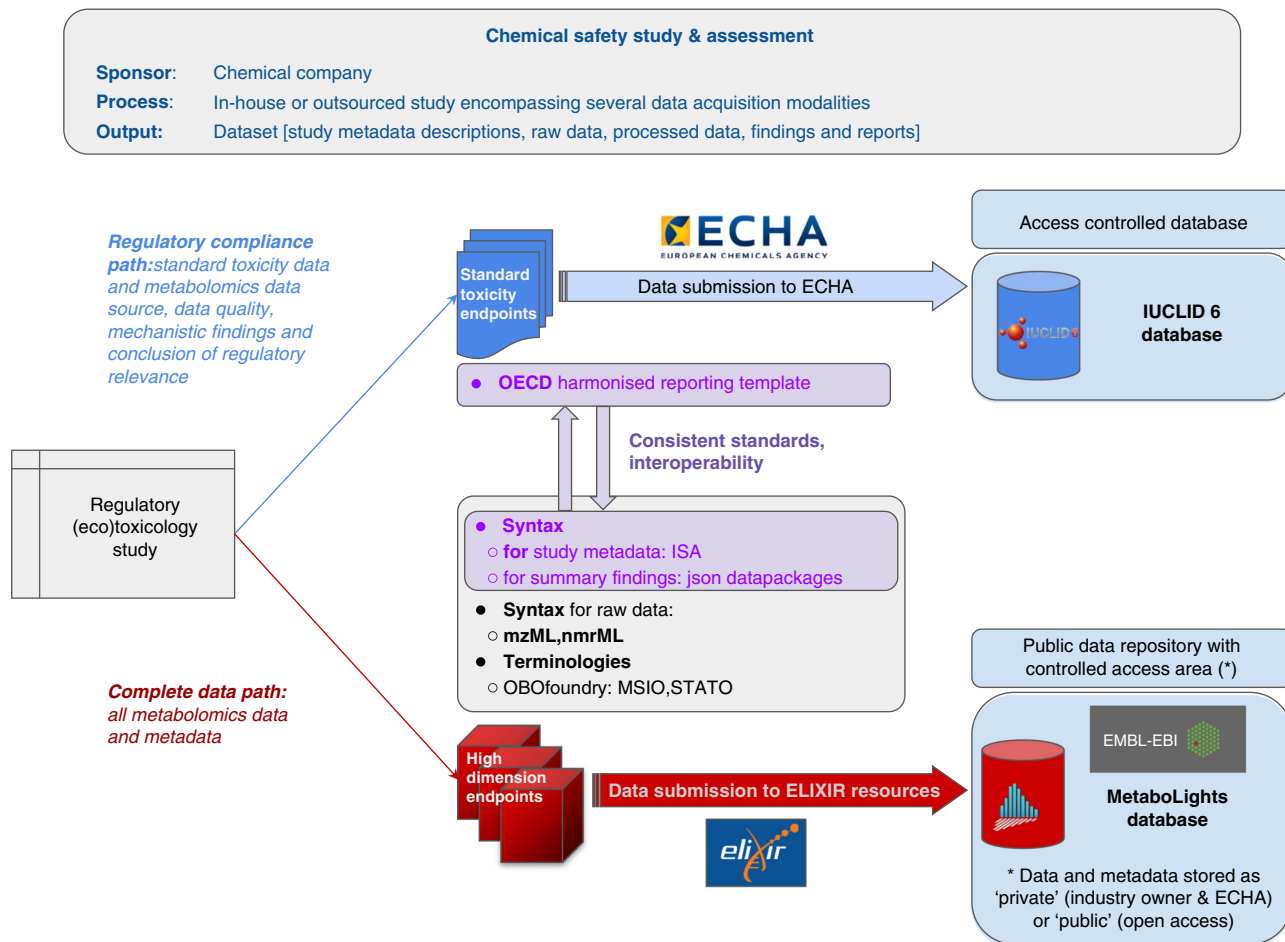 Chemical safety study & assessment
Sponsor: Chemical company
Process: In-house or outsourced study encompassing several data acquisition modalities
Output: Dataset [study metadata descriptions, raw data, processed data, findings and reports]
Regulatory compliance
path:standard toxicity data
and metabolomics data
source, data quality,
mechanistic findings and
conclusion of regulatory
relevance
Standard
toxicity
endpoints
ECHA
EUROPEAN CHEMICALS AGENCY
Data submission to ECHA
Access controlled database
IUCLID 6
IUCLID 6
database
● OECD harmonised reporting template
Consistent standards,
interoperability
Regulatory
(eco)toxicology
study
● Syntax
○ for study metadata: ISA
○ for summary findings: json datapackages
● Syntax for raw data:
○ mzML,nmrML
● Terminologies
○ OBOfoundry: MSIO,STATO
Complete data path:
all metabolomics data
and metadata
High
dimension
endpoints
Data submission to ELIXIR resources
elixir
Public data repository with
controlled access area (*)
EMBL-EBI
MetaboLights
database
* Data and metadata stored as
‘private’ (industry owner & ECHA)
or ‘public’ (open access)